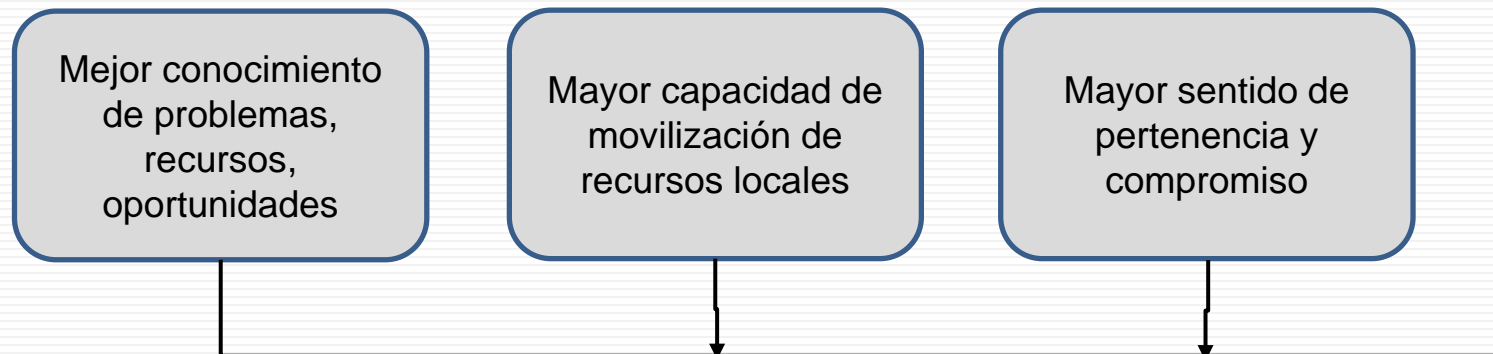 Mejor conocimiento
de problemas,
recursos,
oportunidades
Mayor capacidad de
movilización de
recursos locales
Mayor sentido de
pertenencia y
compromiso